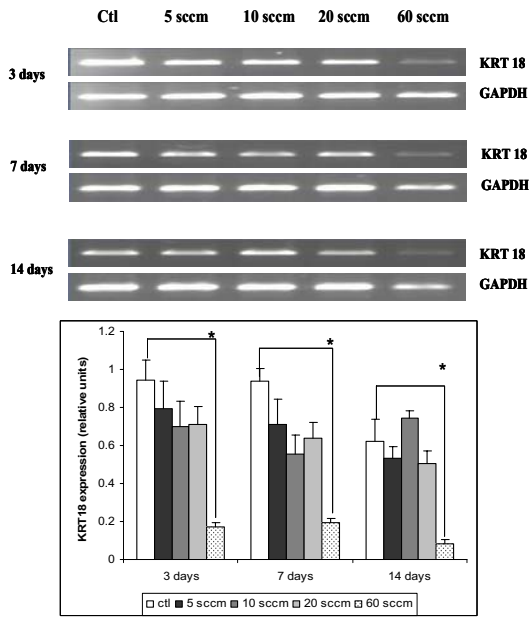 Ctl 5 sccm 10 sccm 20 sccm 60 sccm
3 days
KRT 18
GAPDH
7 days
KRT 18
GAPDH
14 days
KRT 18
GAPDH
KRT18 expression (relative units)
1.2
1
0.8
0.6
0.4
0.2
0
* * *
3 days 7 days 14 days
ctl 5 sccm 10 sccm 20 sccm 60 sccm